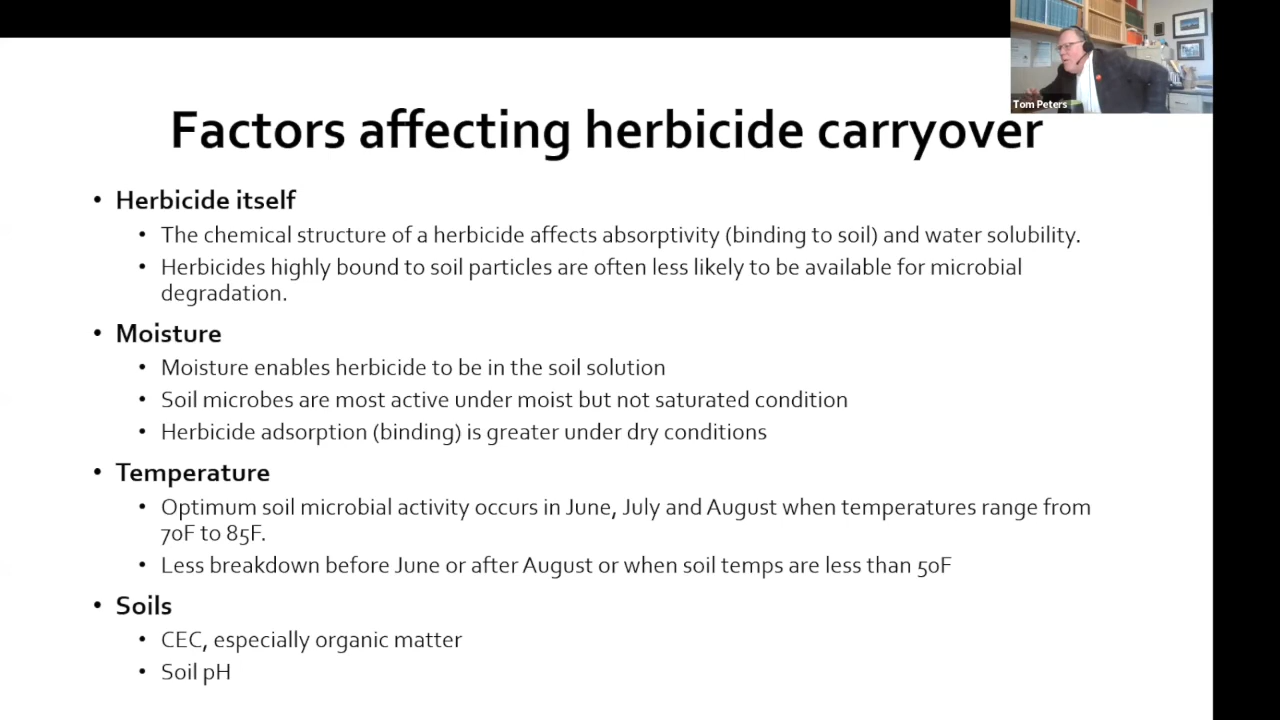 Tom Peters
Factors affecting herbicide carryover
• Herbicide itself
• The chemical structure of a herbicide affects absorptivity (binding to soil) and water solubility.
• Herbicides highly bound to soil particles are often less likely to be available for microbial
degradation.
• Moisture
• Moisture enables herbicide to be in the soil solution
• Soil microbes are most active under moist but not saturated condition
• Herbicide adsorption (binding) is greater under dry conditions
• Temperature
• Optimum soil microbial activity occurs in June, July and August when temperatures range from
70F to 85F.
• Less breakdown before June or after August or when soil temps are less than 50F
• Soils
• CEC, especially organic matter
• Soil pH